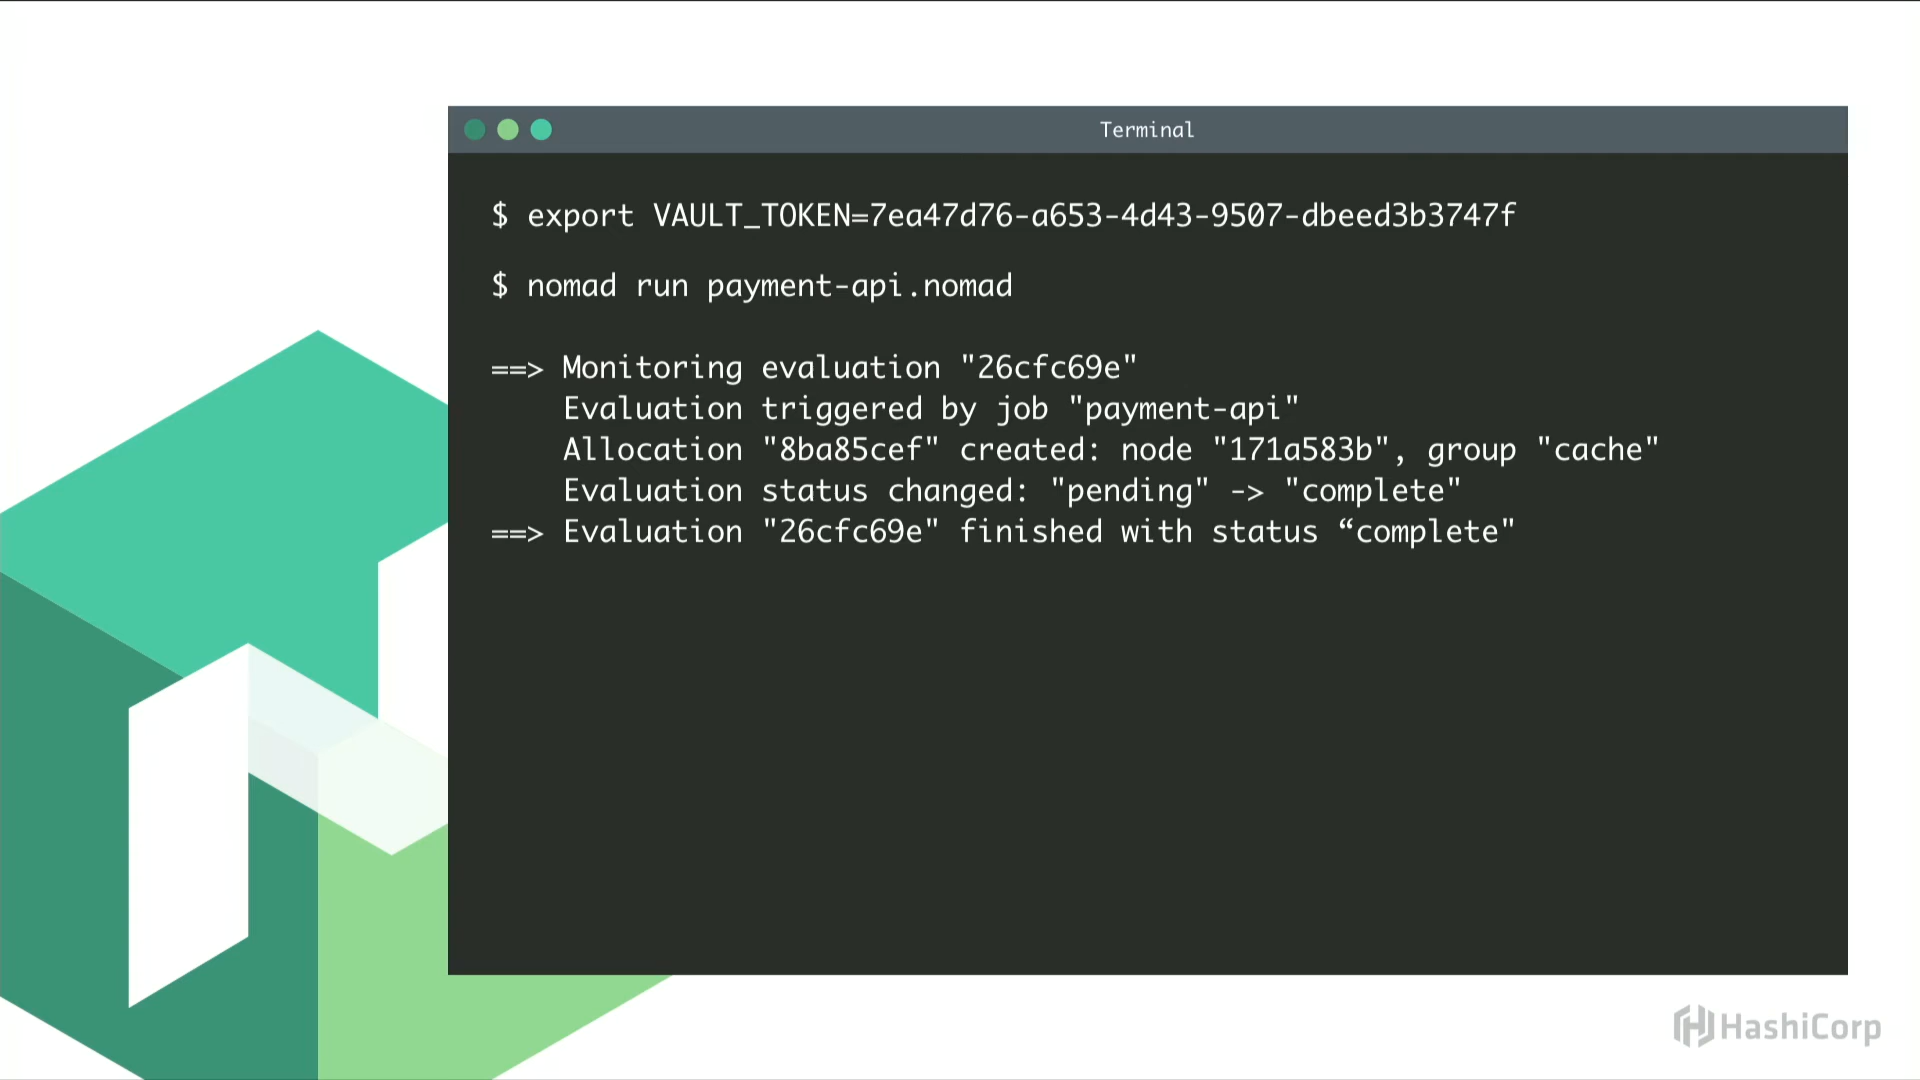 Terminal
$ export VAULT_TOKEN=7ea47d76-a653-4d43-9507-dbeed3b3747f
$ nomad run payment-api.nomad
==> Monitoring evaluation "26cfc69e"
Evaluation triggered by job "payment-api"
Allocation "8ba85cef" created: node "171a583b", group "cache"
Evaluation status changed: "pending" -> "complete"
==> Evaluation "26cfc69e" finished with status “complete"
HashiCorp